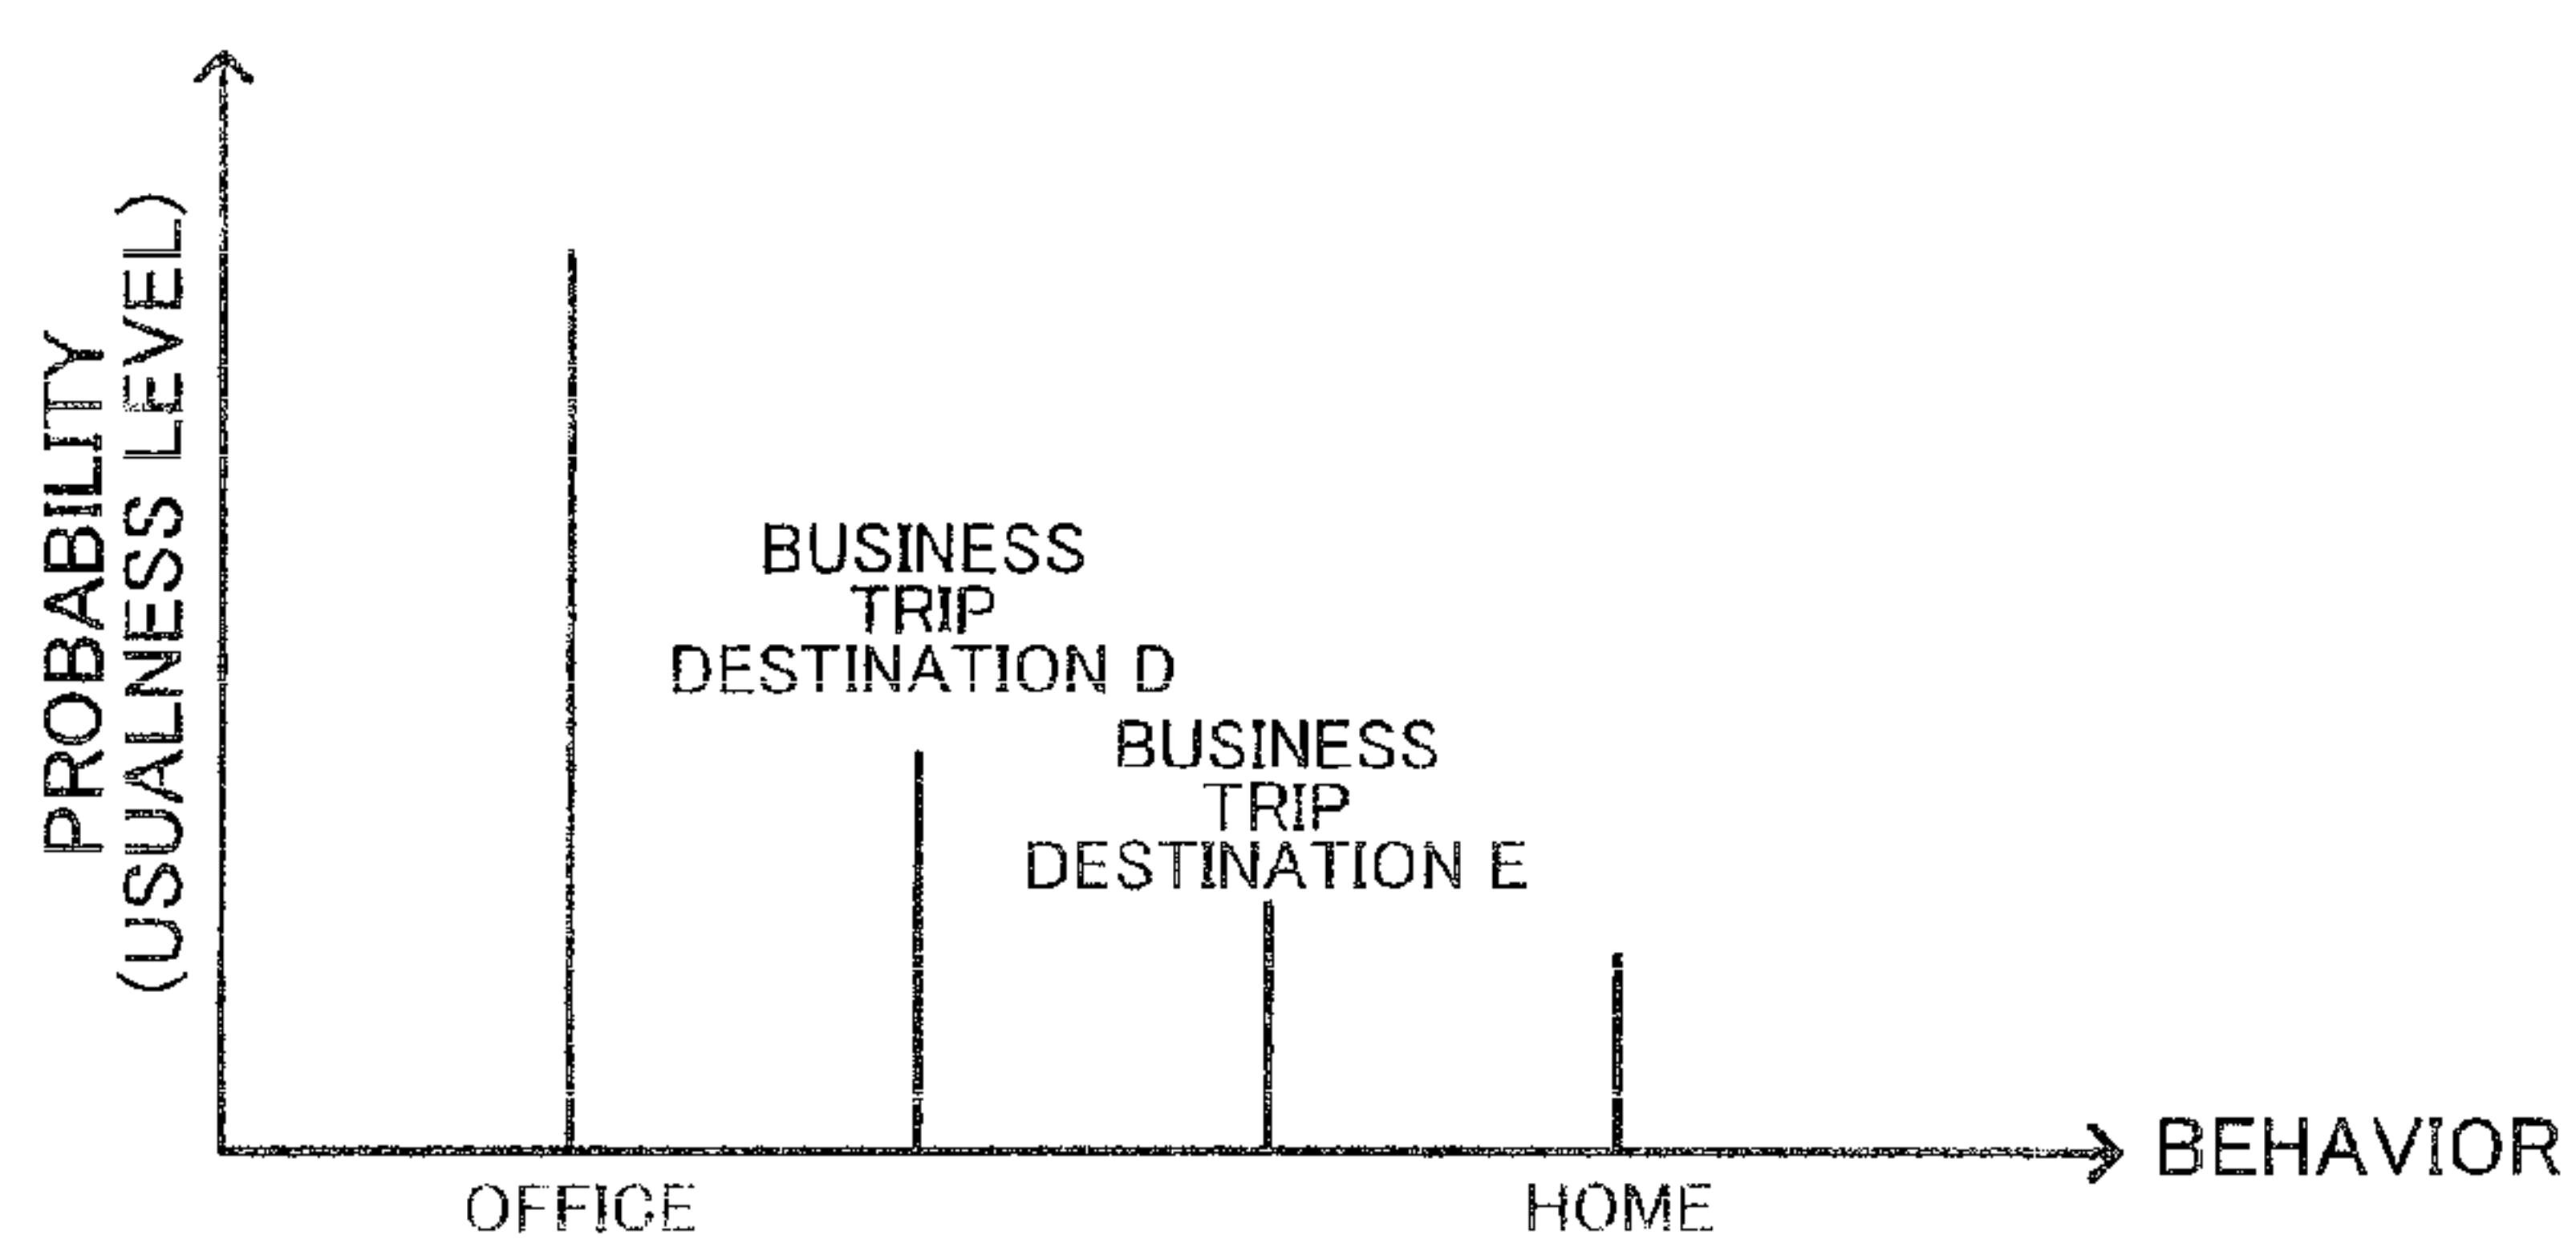 PROBABILITY
(USUALNESS LEVEL)
BUSINESS
TRIP
DESTINATION D
BUSINESS
TRIP
DESTINATION E
BEHAVIOR
OFFICE
HOME